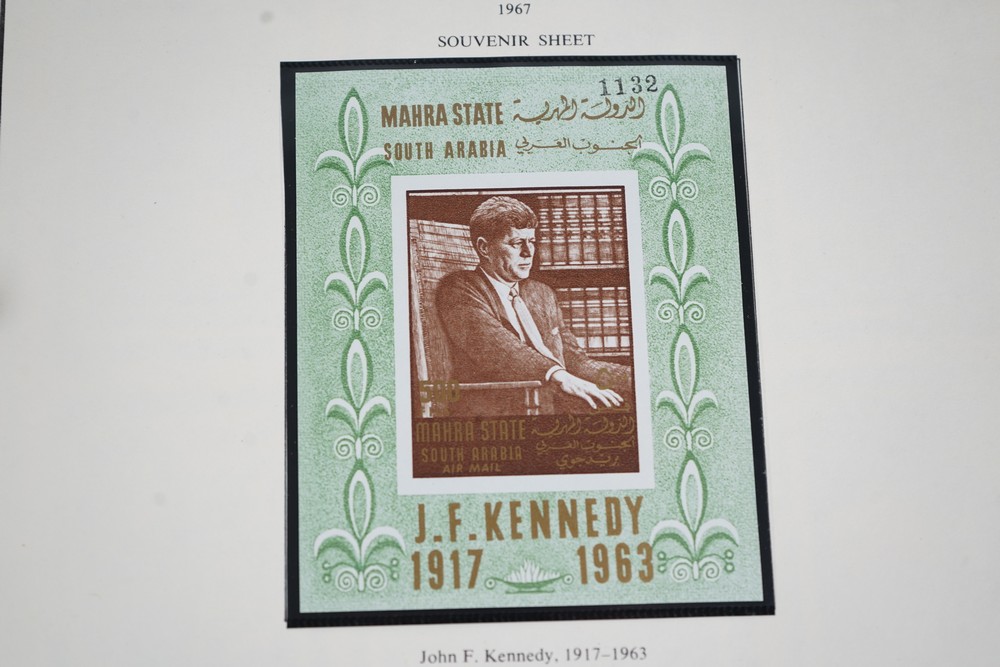 1967
SOUVENIR SHEET
1132
MAHRA STATE الدولة المهرية
SOUTH ARABIA الجنوب العربي
500
MAHRA STATE الدولة المهرية
SOUTH ARABIA الجنوب العربي
AIR MAIL بريد جوي
J.F. KENNEDY
1917 1963
John F. Kennedy, 1917–1963